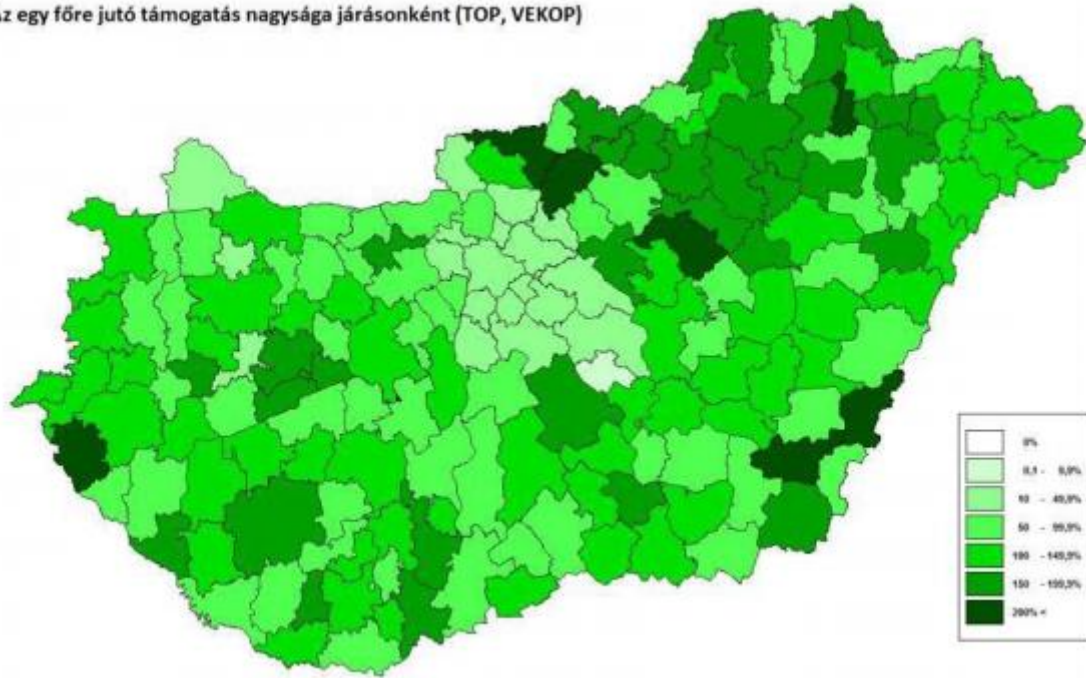 az egy főre jutó támogatás nagysága járásonként (TOP, VEKOP)
0%
0,1 - 9,9%
10 - 49,9%
50 - 99,9%
100 - 149,9%
150 - 199,9%
200% <